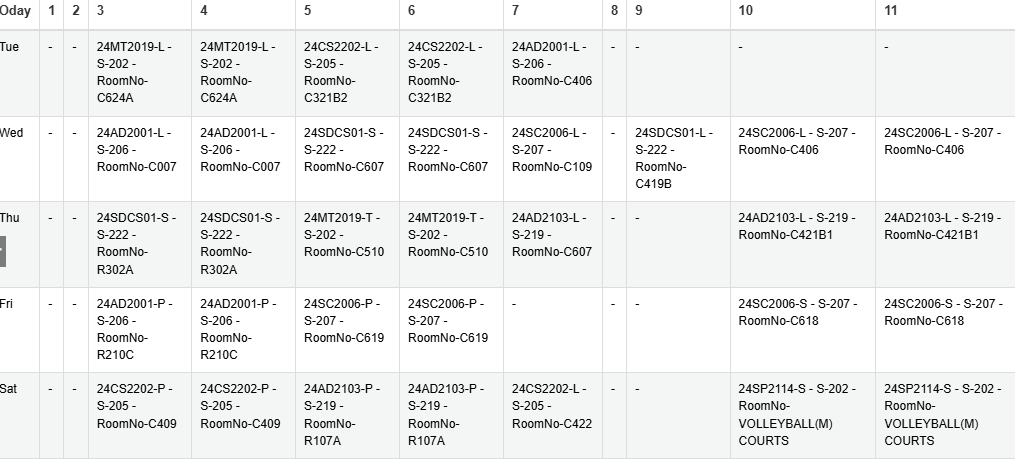 Oday 1 2 3 4 5 6 7 8 9 10 11
Tue - - 24MT2019-L - 24MT2019-L - 24CS2202-L - 24CS2202-L - 24AD2001-L - - - - -
S-202 - S-202 - S-205 - S-205 - S-206 -
RoomNo- RoomNo- RoomNo- RoomNo- RoomNo-C406
C624A C624A C321B2 C321B2
Wed - - 24AD2001-L - 24AD2001-L - 24SDCS01-S - 24SDCS01-S - 24SC2006-L - - 24SDCS01-L - 24SC2006-L - S-207 - 24SC2006-L - S-207 -
S-206 - S-206 - S-222 - S-222 - S-207 - S-222 - RoomNo-C406 RoomNo-C406
RoomNo-C007 RoomNo-C007 RoomNo-C607 RoomNo-C607 RoomNo-C109 RoomNo-
C419B
Thu - - 24SDCS01-S - 24SDCS01-S - 24MT2019-T - 24MT2019-T - 24AD2103-L - - - 24AD2103-L - S-219 - 24AD2103-L - S-219 -
S-222 - S-222 - S-202 - S-202 - S-219 - RoomNo-C421B1 RoomNo-C421B1
RoomNo- RoomNo- RoomNo-C510 RoomNo-C510 RoomNo-C607
R302A R302A
Fri - - 24AD2001-P - 24AD2001-P - 24SC2006-P - 24SC2006-P - - - - 24SC2006-S - S-207 - 24SC2006-S - S-207 -
S-206 - S-206 - S-207 - S-207 - RoomNo-C618 RoomNo-C618
RoomNo- RoomNo- RoomNo-C619 RoomNo-C619
R210C R210C
Sat - - 24CS2202-P - 24CS2202-P - 24AD2103-P - 24AD2103-P - 24CS2202-L - - - 24SP2114-S - S-202 - 24SP2114-S - S-202 -
S-205 - S-205 - S-219 - S-219 - S-205 - RoomNo- RoomNo-
RoomNo-C409 RoomNo-C409 RoomNo- RoomNo- RoomNo-C422 VOLLEYBALL(M) VOLLEYBALL(M)
R107A R107A COURTS COURTS